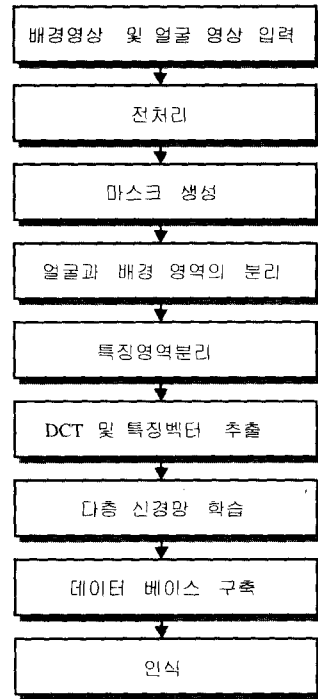 배경영상 및 얼굴 영상 입력
전처리
마스크 생성
얼굴과 배경 영역의 분리
특징영역분리
DCT 및 특징벡터 추출
다층 신경망 학습
데이터 베이스 구축
인식